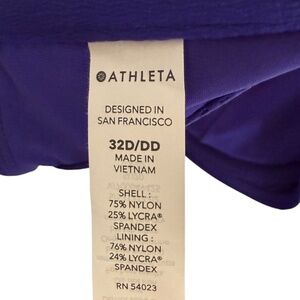 ATHLETA
DESIGNED IN
SAN FRANCISCO
32D/DD
MADE IN
VIETNAM
SHELL :
75% NYLON
25% LYCRA®
SPANDEX
LINING :
76% NYLON
24% LYCRA®
SPANDEX
RN 54023